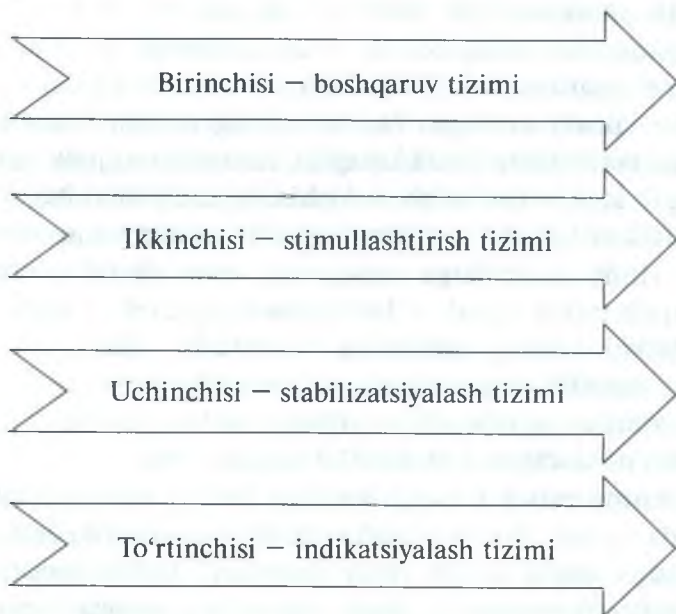 Birinchisi – boshqaruv tizimi
Ikkinchisi – stimullashtirish tizimi
Uchinchisi – stabilizatsiyalash tizimi
To'rtinchisi – indikatsiyalash tizimi